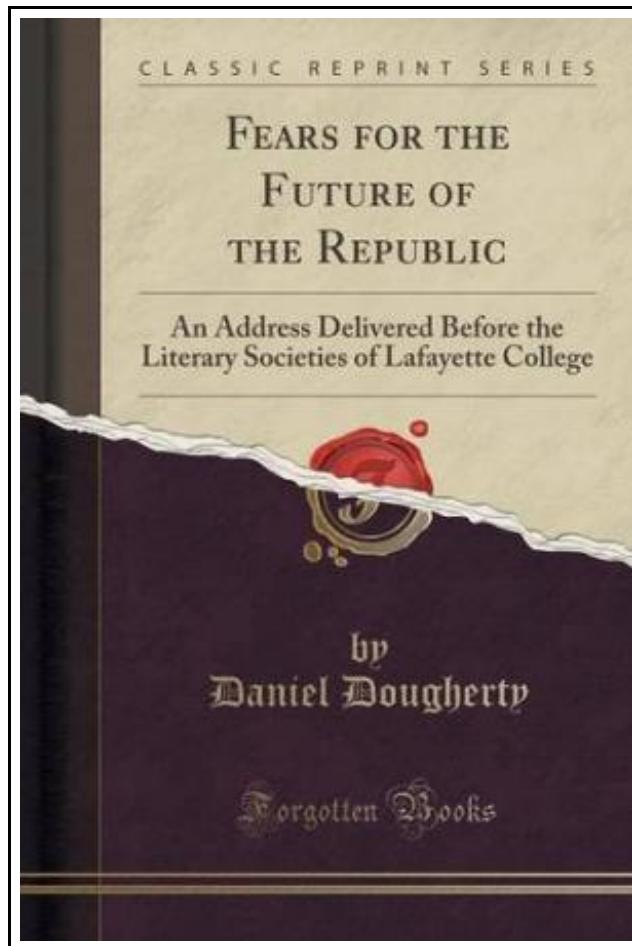 CLASSIC REPRINT SERIES
FEARS FOR THE
FUTURE OF
THE REPUBLIC
An Address Delivered Before the
Literary Societies of Lafayette College
F
by
Daniel Dougherty
Forgotten Books